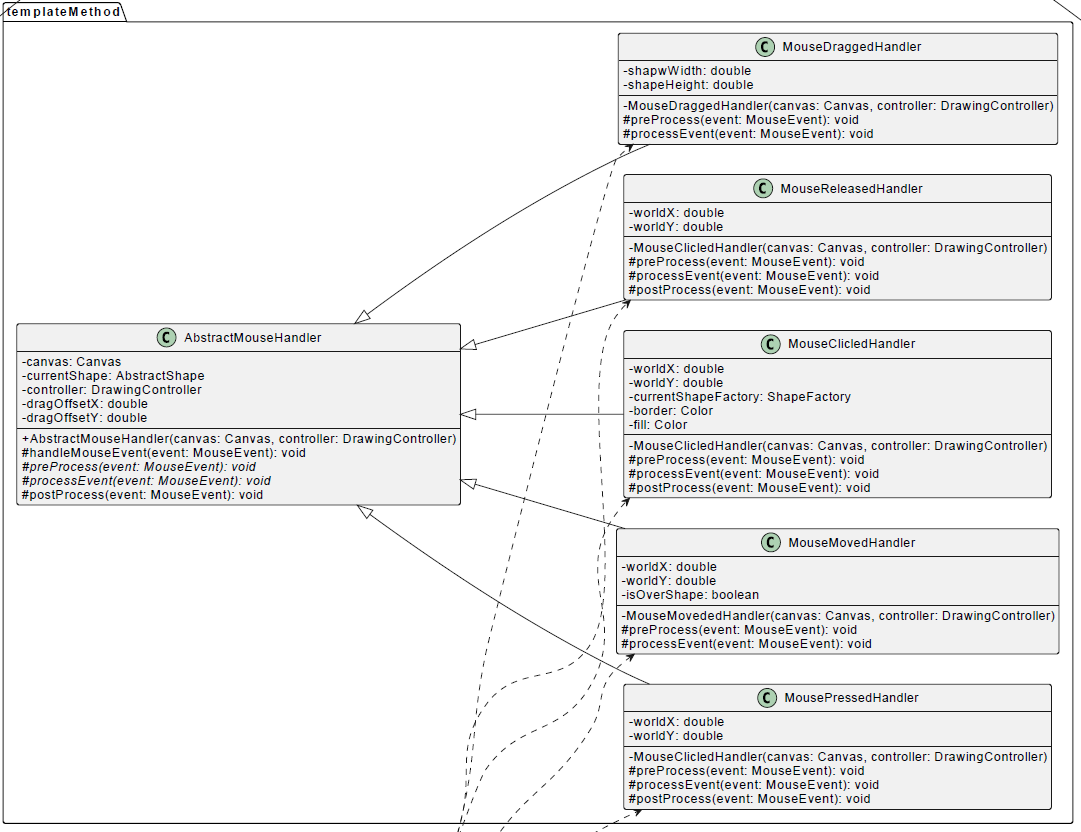 templateMethod
C MouseDraggedHandler
-shapwWidth: double
-shapeHeight: double
-MouseDraggedHandler(canvas: Canvas, controller: DrawingController)
#preProcess(event: MouseEvent): void
#processEvent(event: MouseEvent): void
C MouseReleasedHandler
-worldX: double
-worldY: double
-MouseClicledHandler(canvas: Canvas, controller: DrawingController)
#preProcess(event: MouseEvent): void
#processEvent(event: MouseEvent): void
#postProcess(event: MouseEvent): void
C AbstractMouseHandler
-canvas: Canvas
-currentShape: AbstractShape
-controller: DrawingController
-dragOffsetX: double
-dragOffsetY: double
+AbstractMouseHandler(canvas: Canvas, controller: DrawingController)
#handleMouseEvent(event: MouseEvent): void
#preProcess(event: MouseEvent): void
#processEvent(event: MouseEvent): void
#postProcess(event: MouseEvent): void
C MouseClicledHandler
-worldX: double
-worldY: double
-currentShapeFactory: ShapeFactory
-border: Color
-fill: Color
-MouseClicledHandler(canvas: Canvas, controller: DrawingController)
#preProcess(event: MouseEvent): void
#processEvent(event: MouseEvent): void
#postProcess(event: MouseEvent): void
C MouseMovedHandler
-worldX: double
-worldY: double
-isOverShape: boolean
-MouseMovededHandler(canvas: Canvas, controller: DrawingController)
#preProcess(event: MouseEvent): void
#processEvent(event: MouseEvent): void
C MousePressedHandler
-worldX: double
-worldY: double
-MouseClicledHandler(canvas: Canvas, controller: DrawingController)
#preProcess(event: MouseEvent): void
#processEvent(event: MouseEvent): void
#postProcess(event: MouseEvent): void